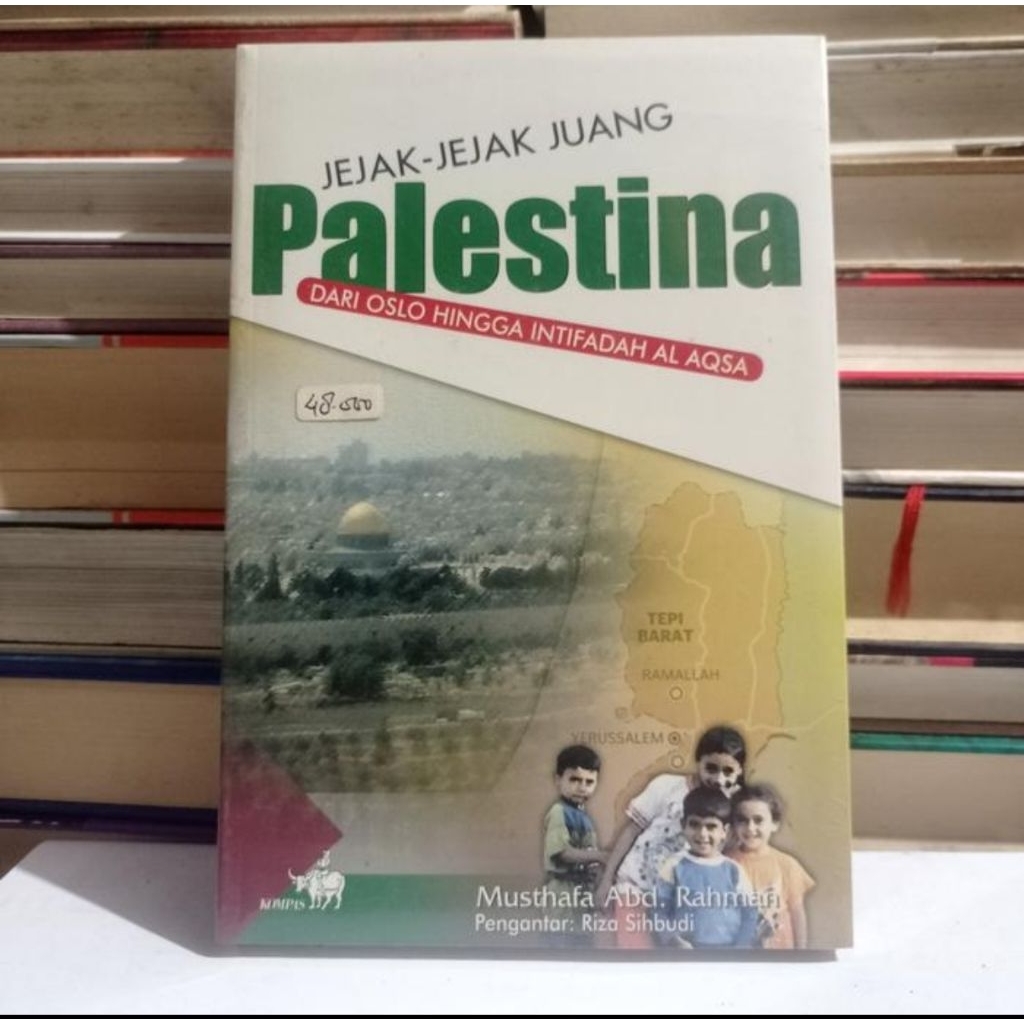 JEJAK-JEJAK JUANG
Palestina
DARI OSLO HINGGA INTIFADAH AL AQSA
48.000
TEPI
BARAT
RAMALLAH
YERUSSALEM
KOMPAS
Musthafa Abd. Rahman
Pengantar: Riza Sihbudi